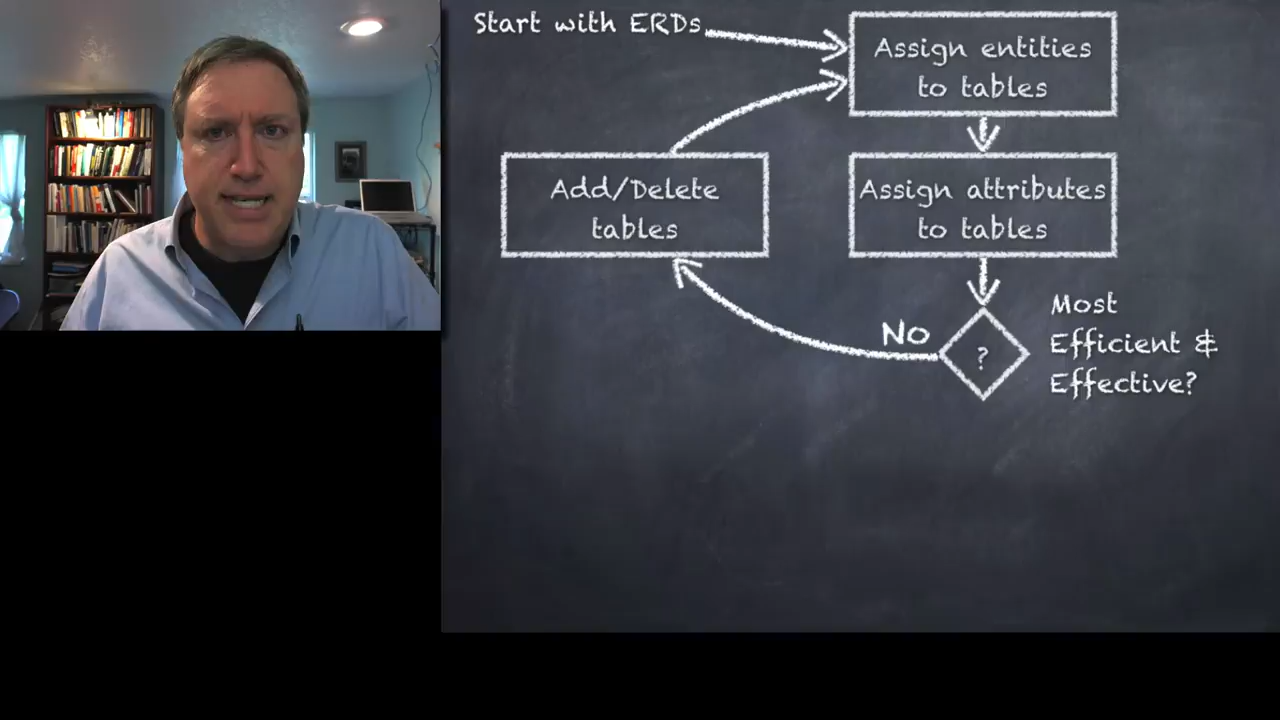 Start with ERDs
Assign entities
to tables
Add/Delete
tables
Assign attributes
to tables
No
?
Most
Efficient &
Effective?